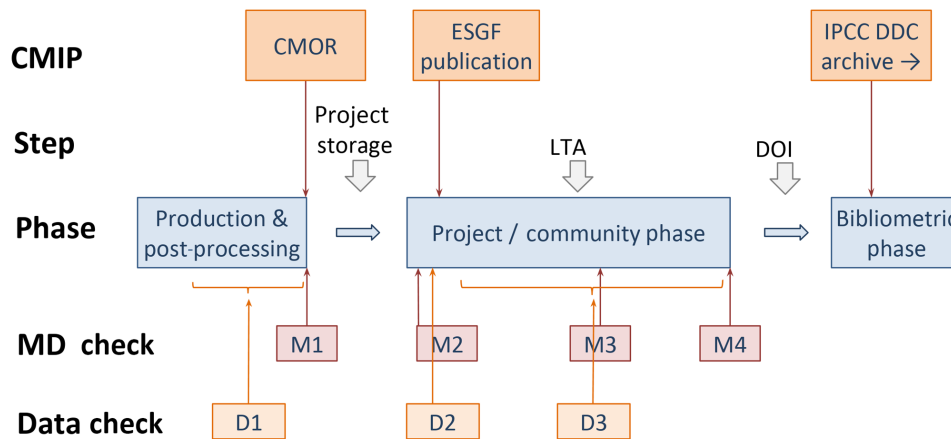 CMIP
CMOR
ESGF
publication
IPCC DDC
archive →
Step
Project
storage
LTA
DOI
Phase
Production &
post-processing
Project / community phase
Bibliometric
phase
MD check
M1
M2
M3
M4
Data check
D1
D2
D3